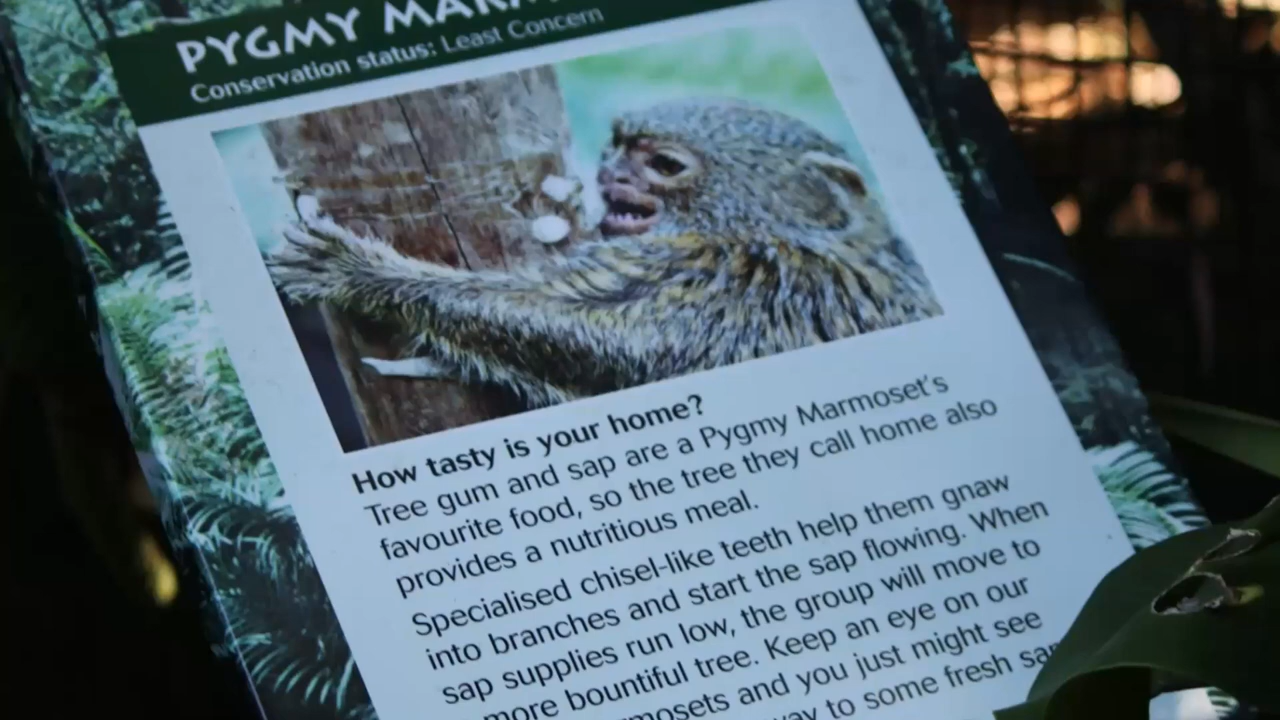 PYGMY
Conservation status: Least Concern
How tasty is your home?
Tree gum and sap are a Pygmy Marmoset's
favourite food, so the tree they call home also
provides a nutritious meal.
Specialised chisel-like teeth help them gnaw
into branches and start the sap flowing. When
sap supplies run low, the group will move to
more bountiful tree. Keep an eye on our
and you just might see
to some fresh